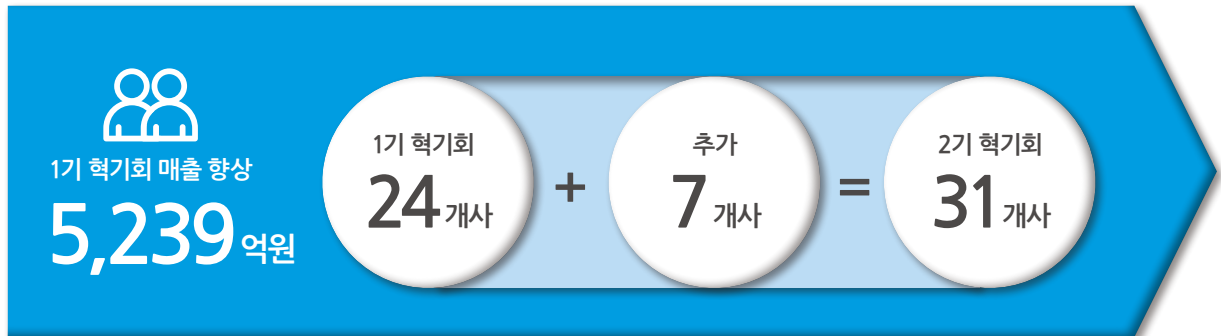 1기 혁기회 매출 향상
5,239억원
1기 혁기회
24개사
+
추가
7개사
=
2기 혁기회
31개사